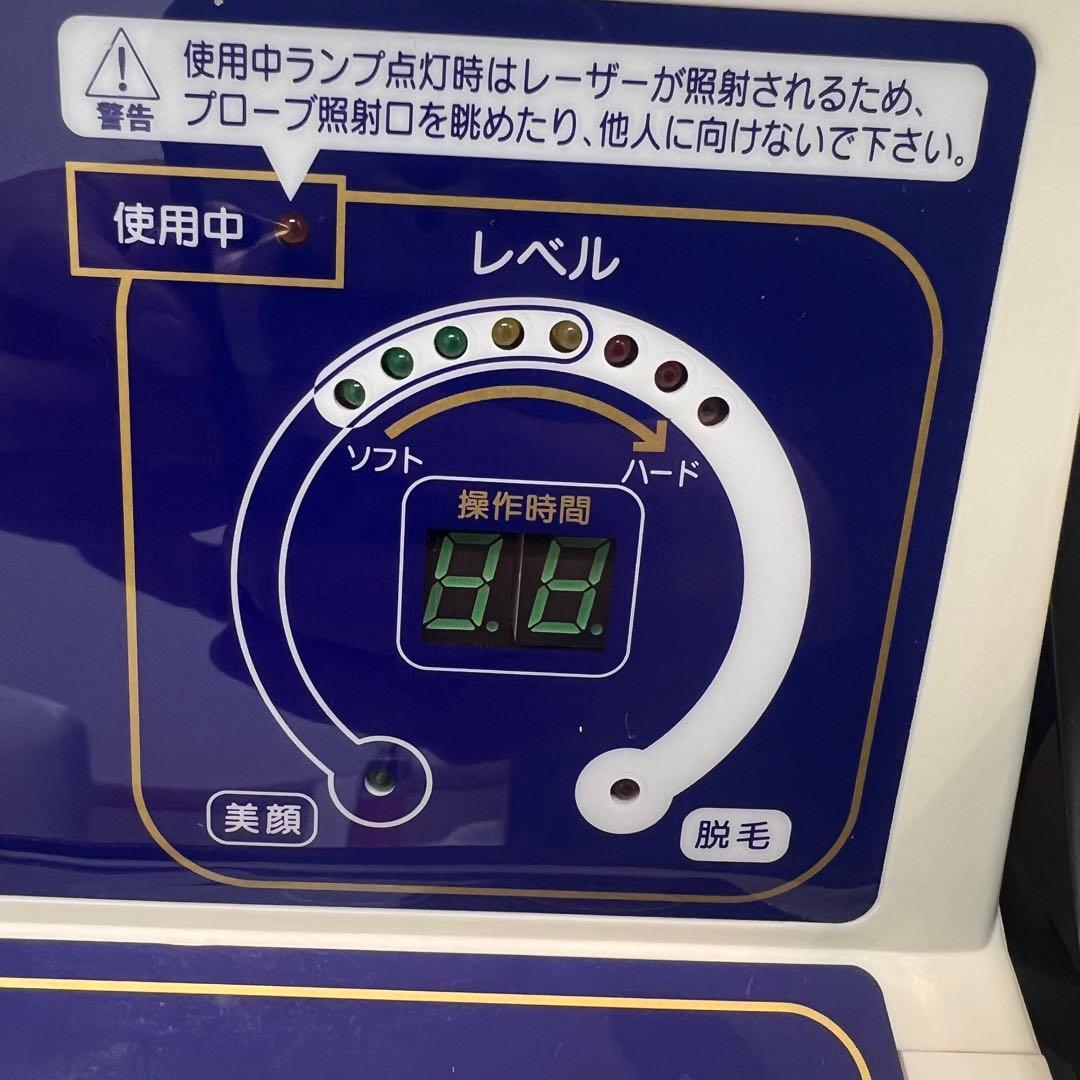 使用中ランプ点灯時はレーザーが照射されるため、
警告
プローブ照射口を眺めたり、他人に向けないで下さい。
使用中
レベル
ソフト
ハード
操作時間
8.8.
美顔
脱毛